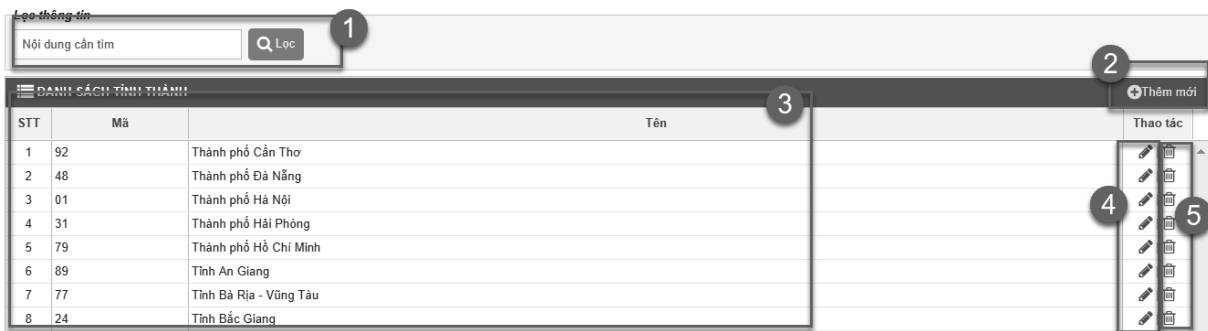 Lọc thông tin
1
Nội dung cần tìm Lọc
2
DANH SÁCH TỈNH THÀNH 3 Thêm mới
STT Mã Tên Thao tác
1 92 Thành phố Cần Thơ
2 48 Thành phố Đà Nẵng
3 01 Thành phố Hà Nội
4 5
4 31 Thành phố Hải Phòng
5 79 Thành phố Hồ Chí Minh
6 89 Tỉnh An Giang
7 77 Tỉnh Bà Rịa - Vũng Tàu
8 24 Tỉnh Bắc Giang